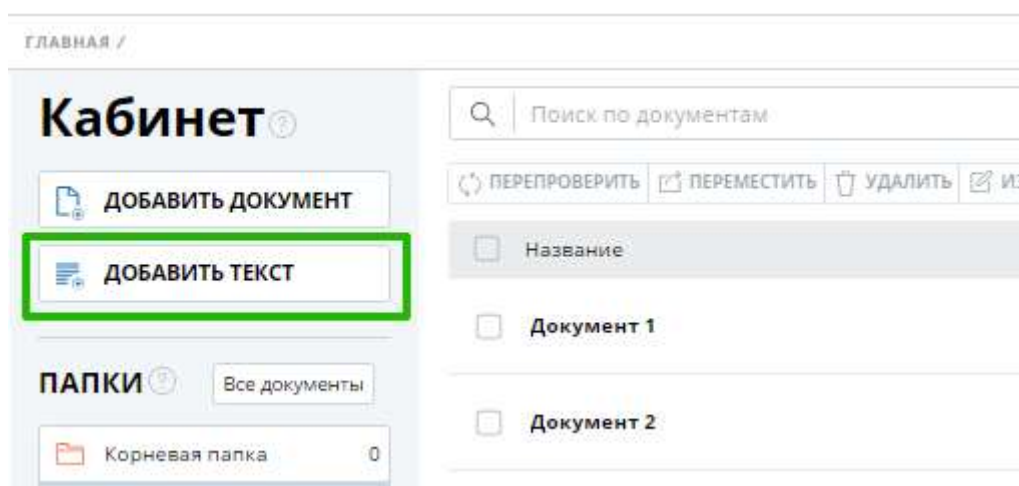 ГЛАВНАЯ /
Кабинет
Поиск по документам
ДОБАВИТЬ ДОКУМЕНТ
ПЕРЕПРОВЕРИТЬ ПЕРЕМЕСТИТЬ УДАЛИТЬ
ДОБАВИТЬ ТЕКСТ
Название
Документ 1
ПАПКИ Все документы
Документ 2
Корневая папка 0